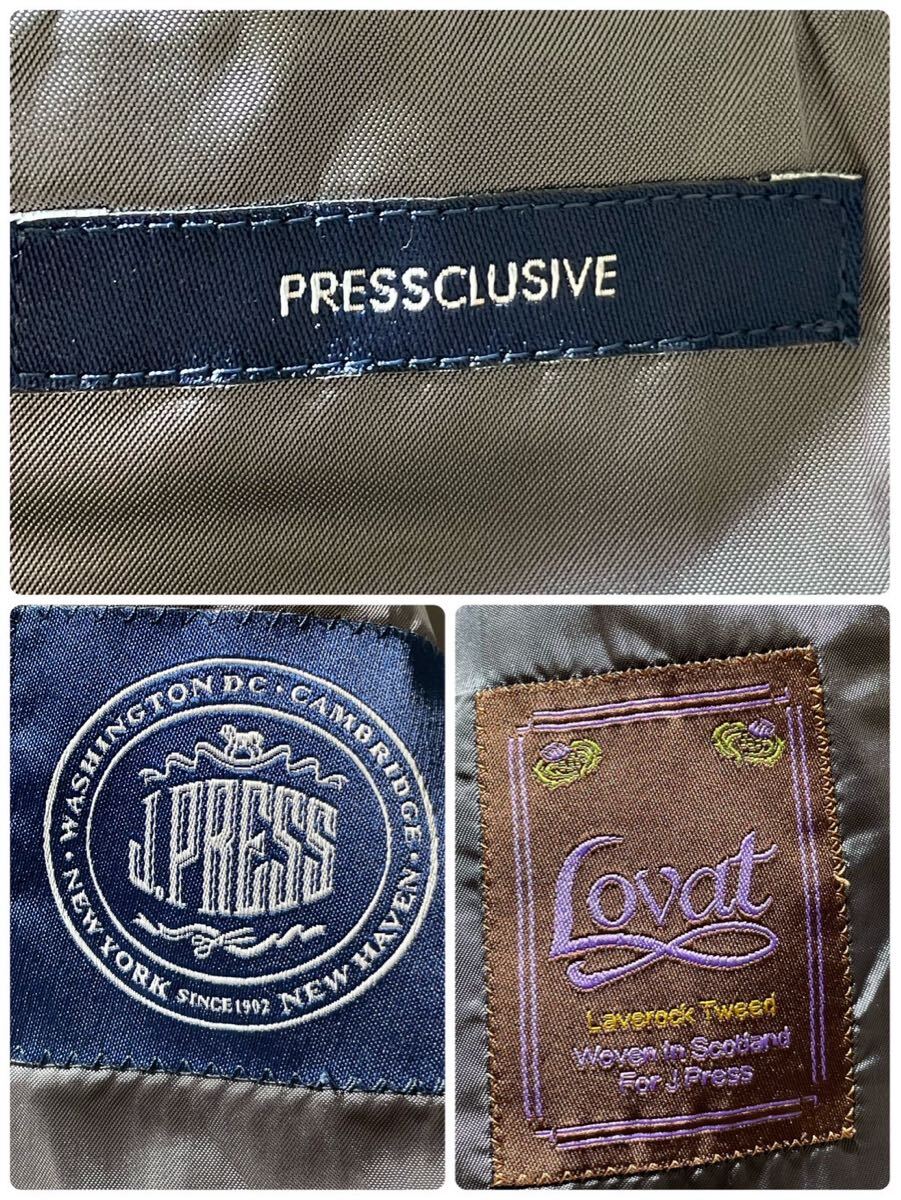 PRESSCLUSIVE
WASHINGTON DC · CAMBRIDGE ·
J.PRESS
· NEW YORK SINCE 1902 NEW HAVEN ·
Lovat
Laverock Tweed
Woven in Scotland
For J Press